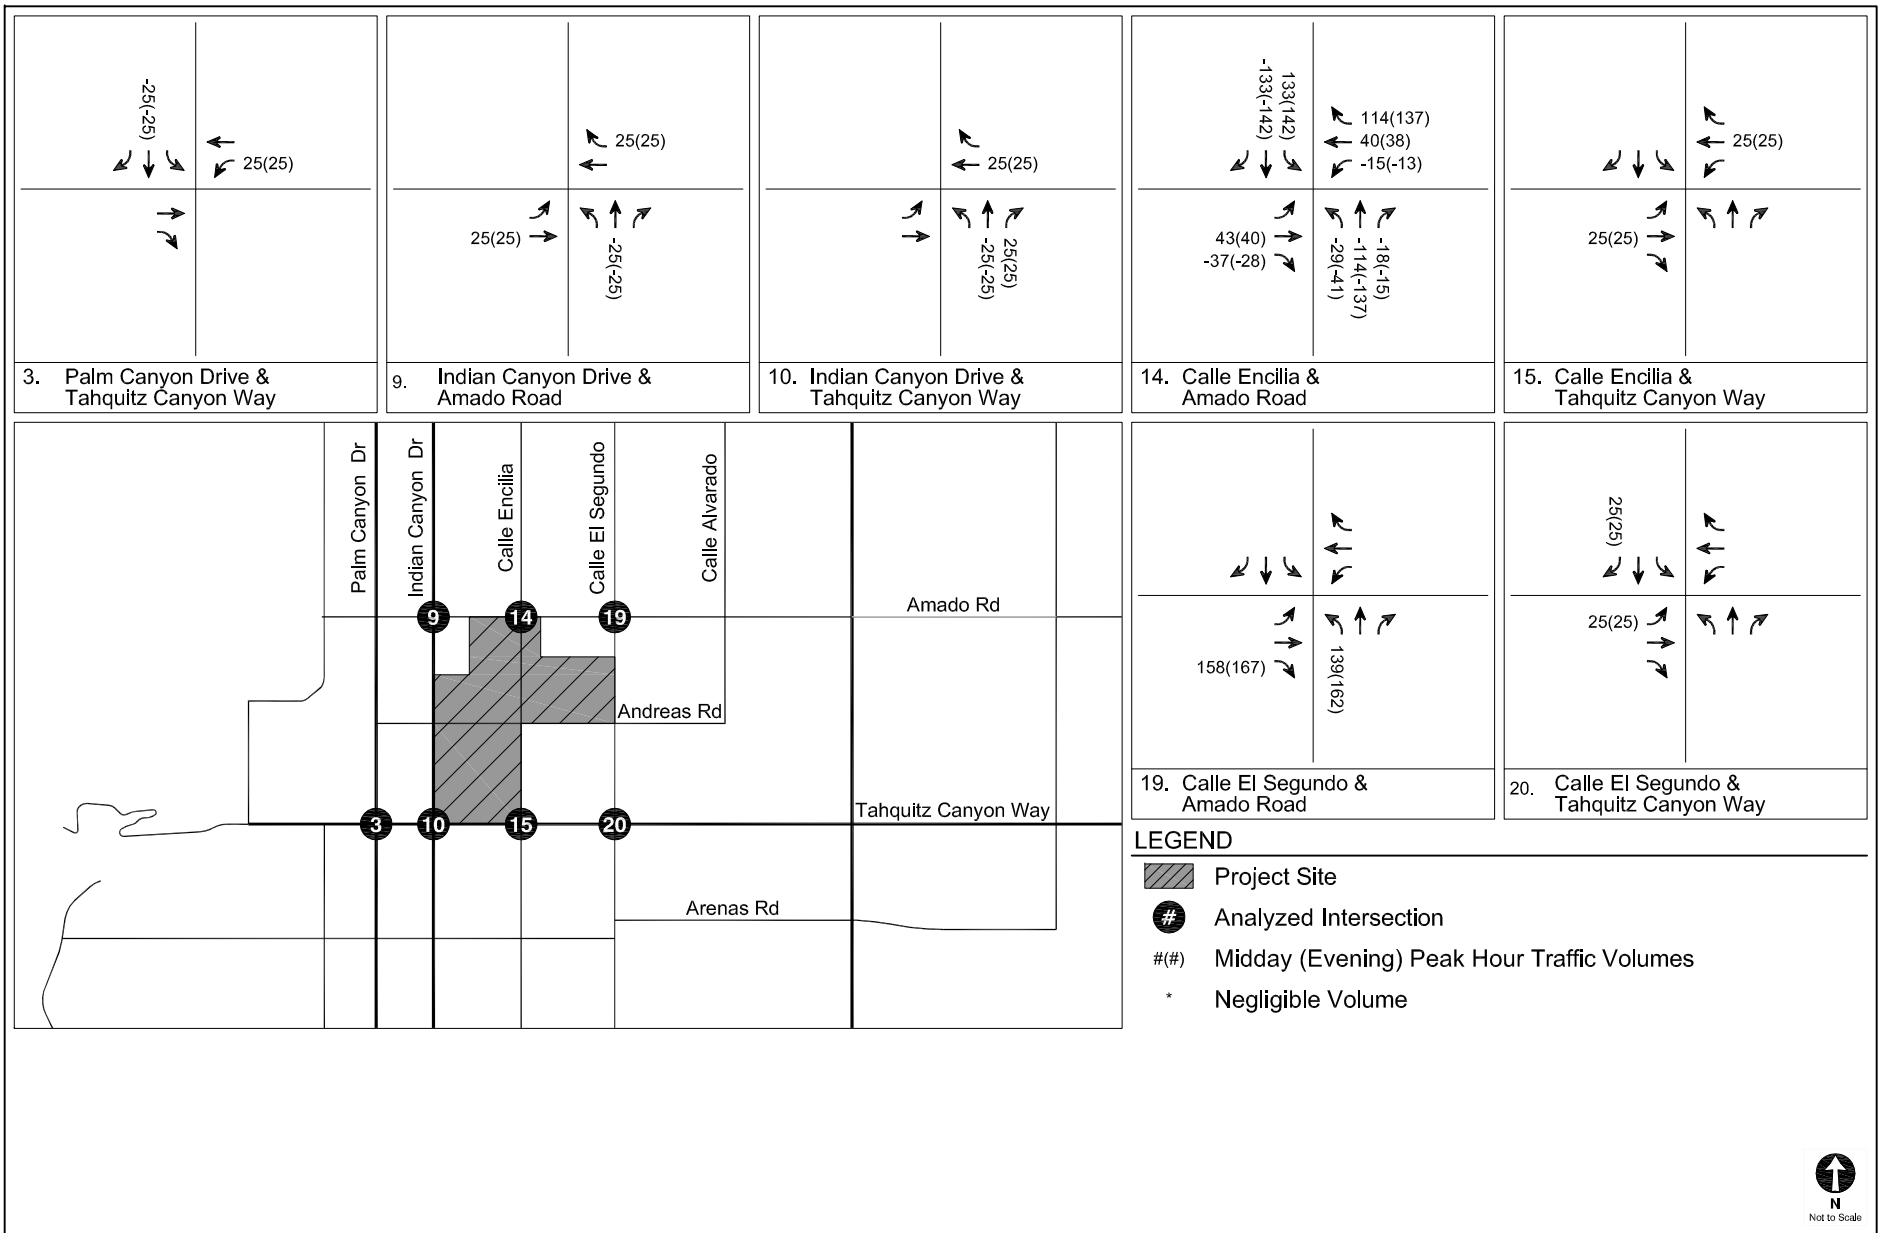 -25(-25)
25(25)
3. Palm Canyon Drive &
Tahquitz Canyon Way
25(25)
25(25)
-25(-25)
9. Indian Canyon Drive &
Amado Road
25(25)
-25(-25)
25(25)
10. Indian Canyon Drive &
Tahquitz Canyon Way
-133(-142)
133(142)
114(137)
40(38)
-15(-13)
43(40)
-37(-28)
-29(-41)
-114(-137)
-18(-15)
14. Calle Encilia &
Amado Road
25(25)
25(25)
15. Calle Encilia &
Tahquitz Canyon Way
Palm Canyon Dr
Indian Canyon Dr
Calle Encilia
Calle El Segundo
Calle Alvarado
9
14
19
Amado Rd
Andreas Rd
3
10
15
20
Tahquitz Canyon Way
Arenas Rd
158(167)
139(162)
19. Calle El Segundo &
Amado Road
25(25)
25(25)
20. Calle El Segundo &
Tahquitz Canyon Way
LEGEND
Project Site
# Analyzed Intersection
#(#) Midday (Evening) Peak Hour Traffic Volumes
* Negligible Volume
N
Not to Scale